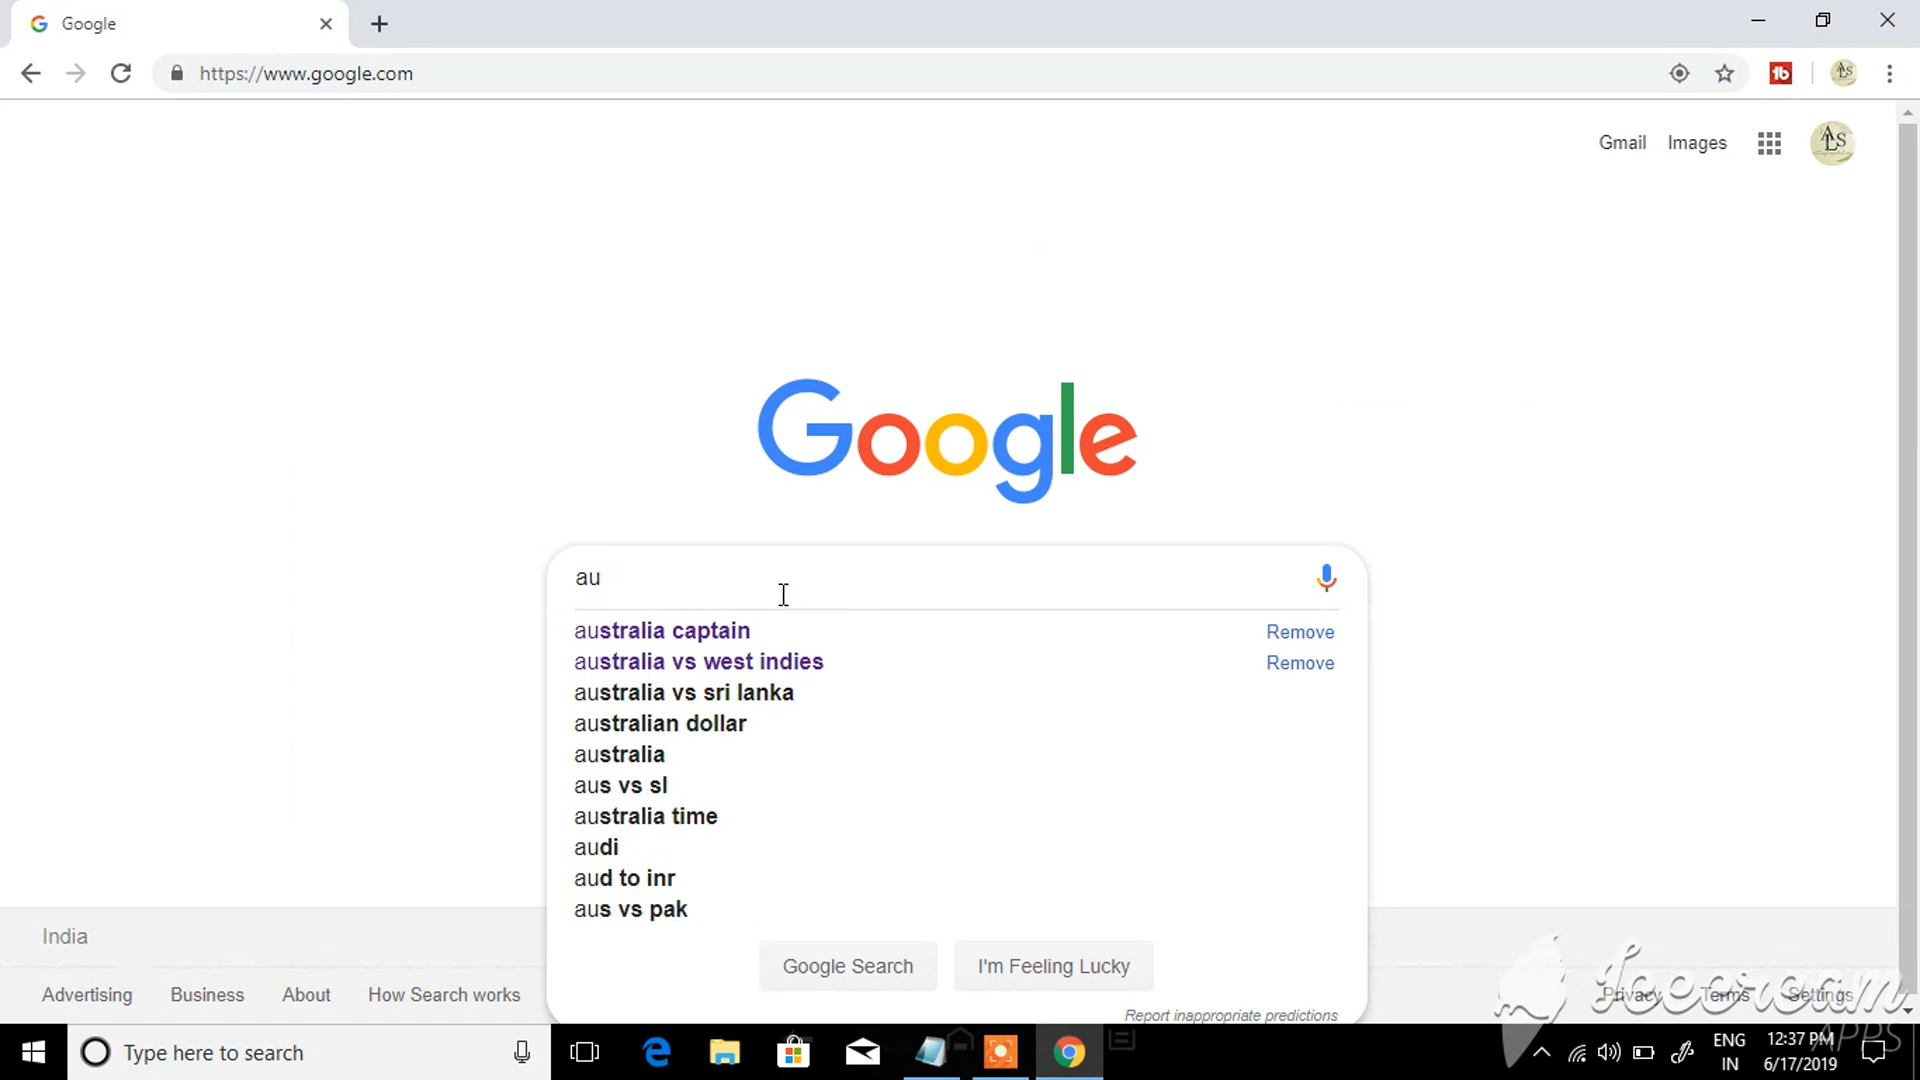 Google
https://www.google.com
Gmail Images
ALS
Google
au
australia captain Remove
australia vs west indies Remove
australia vs sri lanka
australian dollar
australia
aus vs sl
australia time
audi
aud to inr
aus vs pak
Google Search I'm Feeling Lucky
Report inappropriate predictions
India
Advertising Business About How Search works
Privacy Terms Settings
APPS
Type here to search
ENG
IN
12:37 PM
6/17/2019